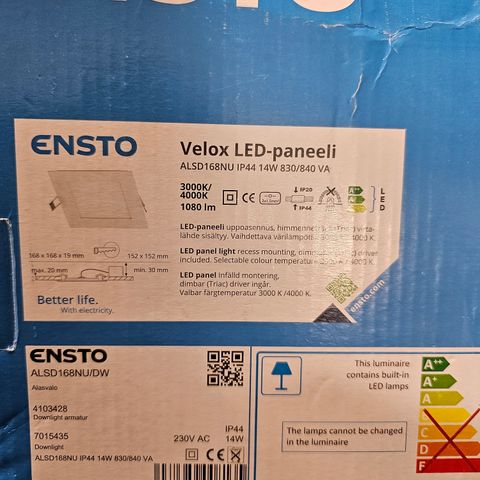 ENSTO
Velox LED-paneeli
ALSD168NU IP44 14W 830/840 VA
3000K/
4000K
1080 lm
IP20
IP44
LED
LED-paneeli uppoasennus, himmennettävä (Triac) virta-
lähde sisältyy. Vaihdettava värilämpötila 3000 K / 4000 K.
LED panel light recess mounting, dimmable (Triac) driver
included. Selectable colour temperature 3000 K / 4000 K.
LED panel Infälld montering,
dimbar (Triac) driver ingår.
Valbar färgtemperatur 3000 K /4000 K.
168 x 168 x 19 mm
152 x 152 mm
max. 20 mm
min. 30 mm
Better life.
With electricity.
ensto.com
ENSTO
ALSD168NU/DW
Alasvalo
4103428
Downlight armatur
7015435
Downlight
ALSD168NU IP44 14W 830/840 VA
230V AC
IP44
14W
This luminaire
contains built-in
LED lamps
The lamps cannot be changed
in the luminaire
A++
A+
A
B
C
D
E
F